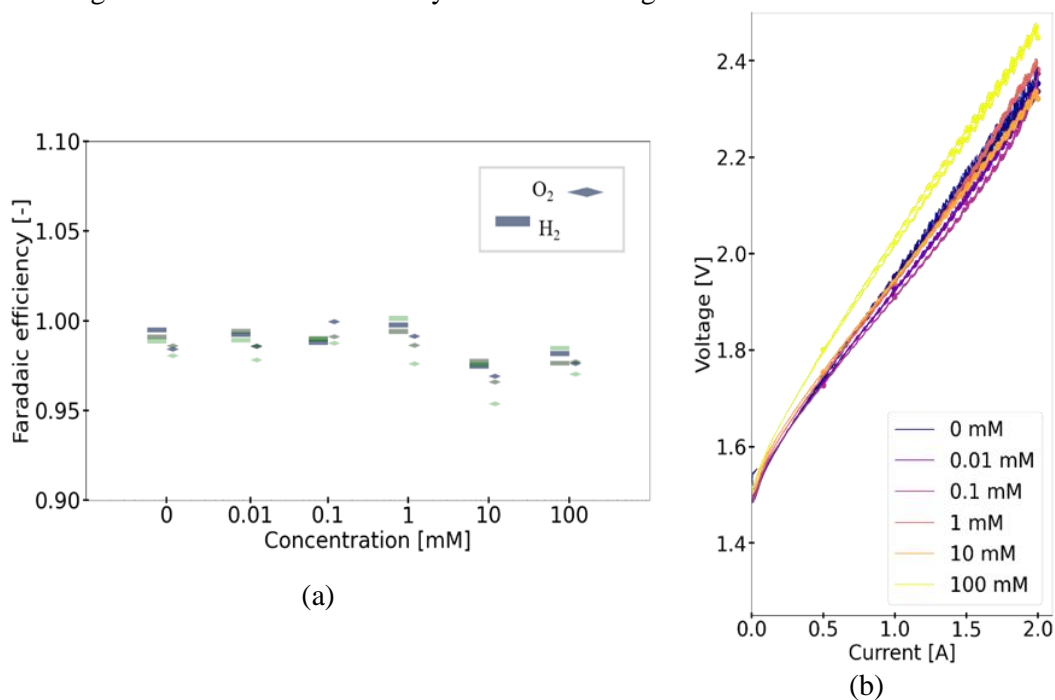 1.10
1.05
1.00
0.95
0.90
Faradaic efficiency [-]
O₂
H₂
0 0.01 0.1 1 10 100
Concentration [mM]
(a)
2.4
2.2
2.0
1.8
1.6
1.4
Voltage [V]
0 mM
0.01 mM
0.1 mM
1 mM
10 mM
100 mM
0.0 0.5 1.0 1.5 2.0
Current [A]
(b)